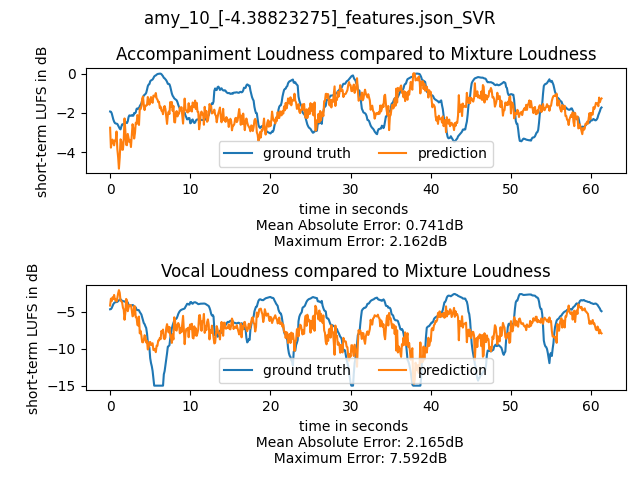 amy_10_[-4.38823275]_features.json_SVR
Accompaniment Loudness compared to Mixture Loudness
short-term LUFS in dB
0
−2
−4
ground truth
prediction
0
10
20
30
40
50
60
time in seconds
Mean Absolute Error: 0.741dB
Maximum Error: 2.162dB
Vocal Loudness compared to Mixture Loudness
short-term LUFS in dB
−5
−10
−15
ground truth
prediction
0
10
20
30
40
50
60
time in seconds
Mean Absolute Error: 2.165dB
Maximum Error: 7.592dB